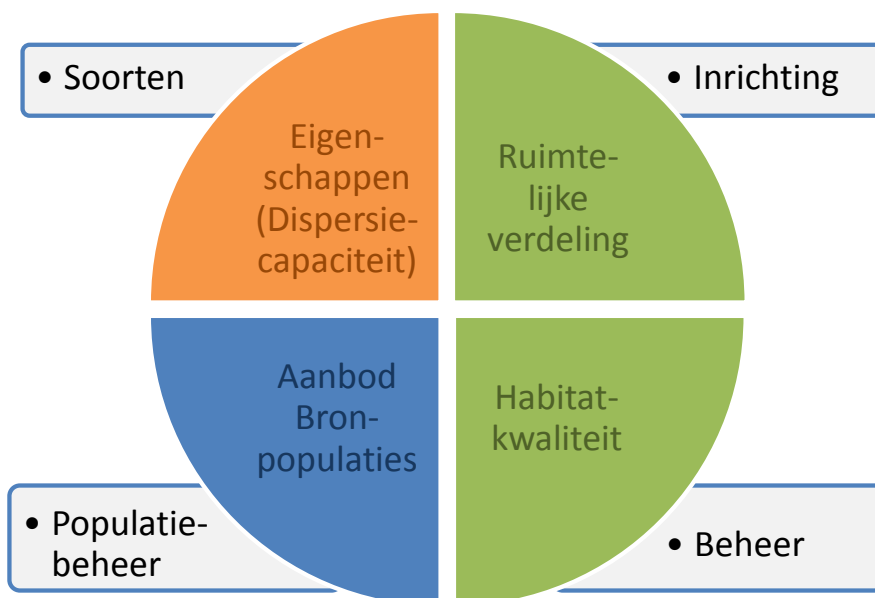 • Soorten
Eigen-
schappen
(Dispersie-
capaciteit)
Ruimte-
lijke
verdeling
• Inrichting
Aanbod
Bron-
populaties
Habitat-
kwaliteit
• Populatie-
beheer
• Beheer